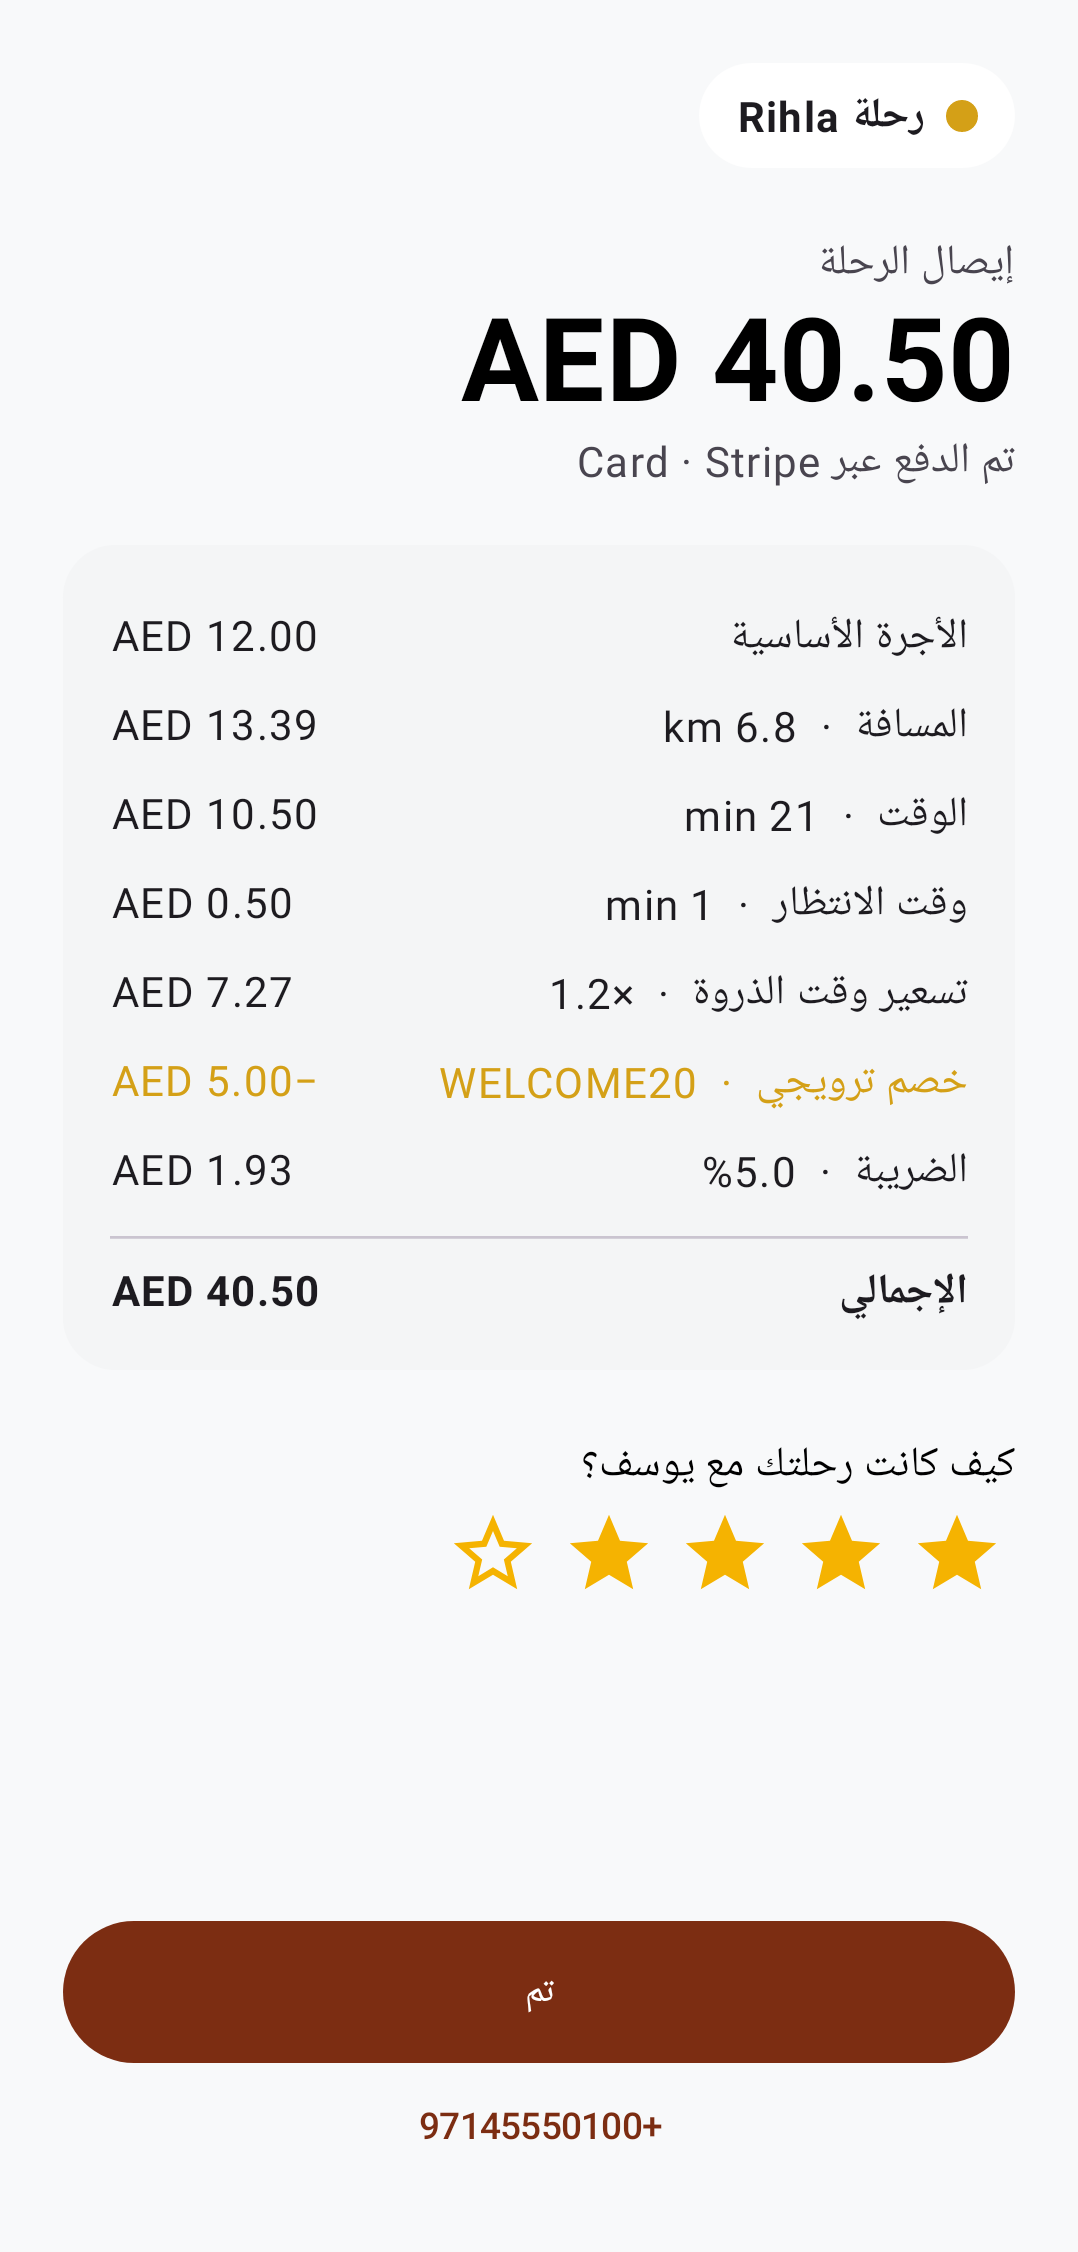 رحلة Rihla
إيصال الرحلة
AED 40.50
تم الدفع عبر Card · Stripe
الأجرة الأساسية AED 12.00
المسافة · 6.8 km AED 13.39
الوقت · 21 min AED 10.50
وقت الانتظار · 1 min AED 0.50
تسعير وقت الذروة · 1.2× AED 7.27
خصم ترويجي · WELCOME20 −AED 5.00
الضريبة · 5.0% AED 1.93
الإجمالي AED 40.50
كيف كانت رحلتك مع يوسف؟
تم
+97145550100